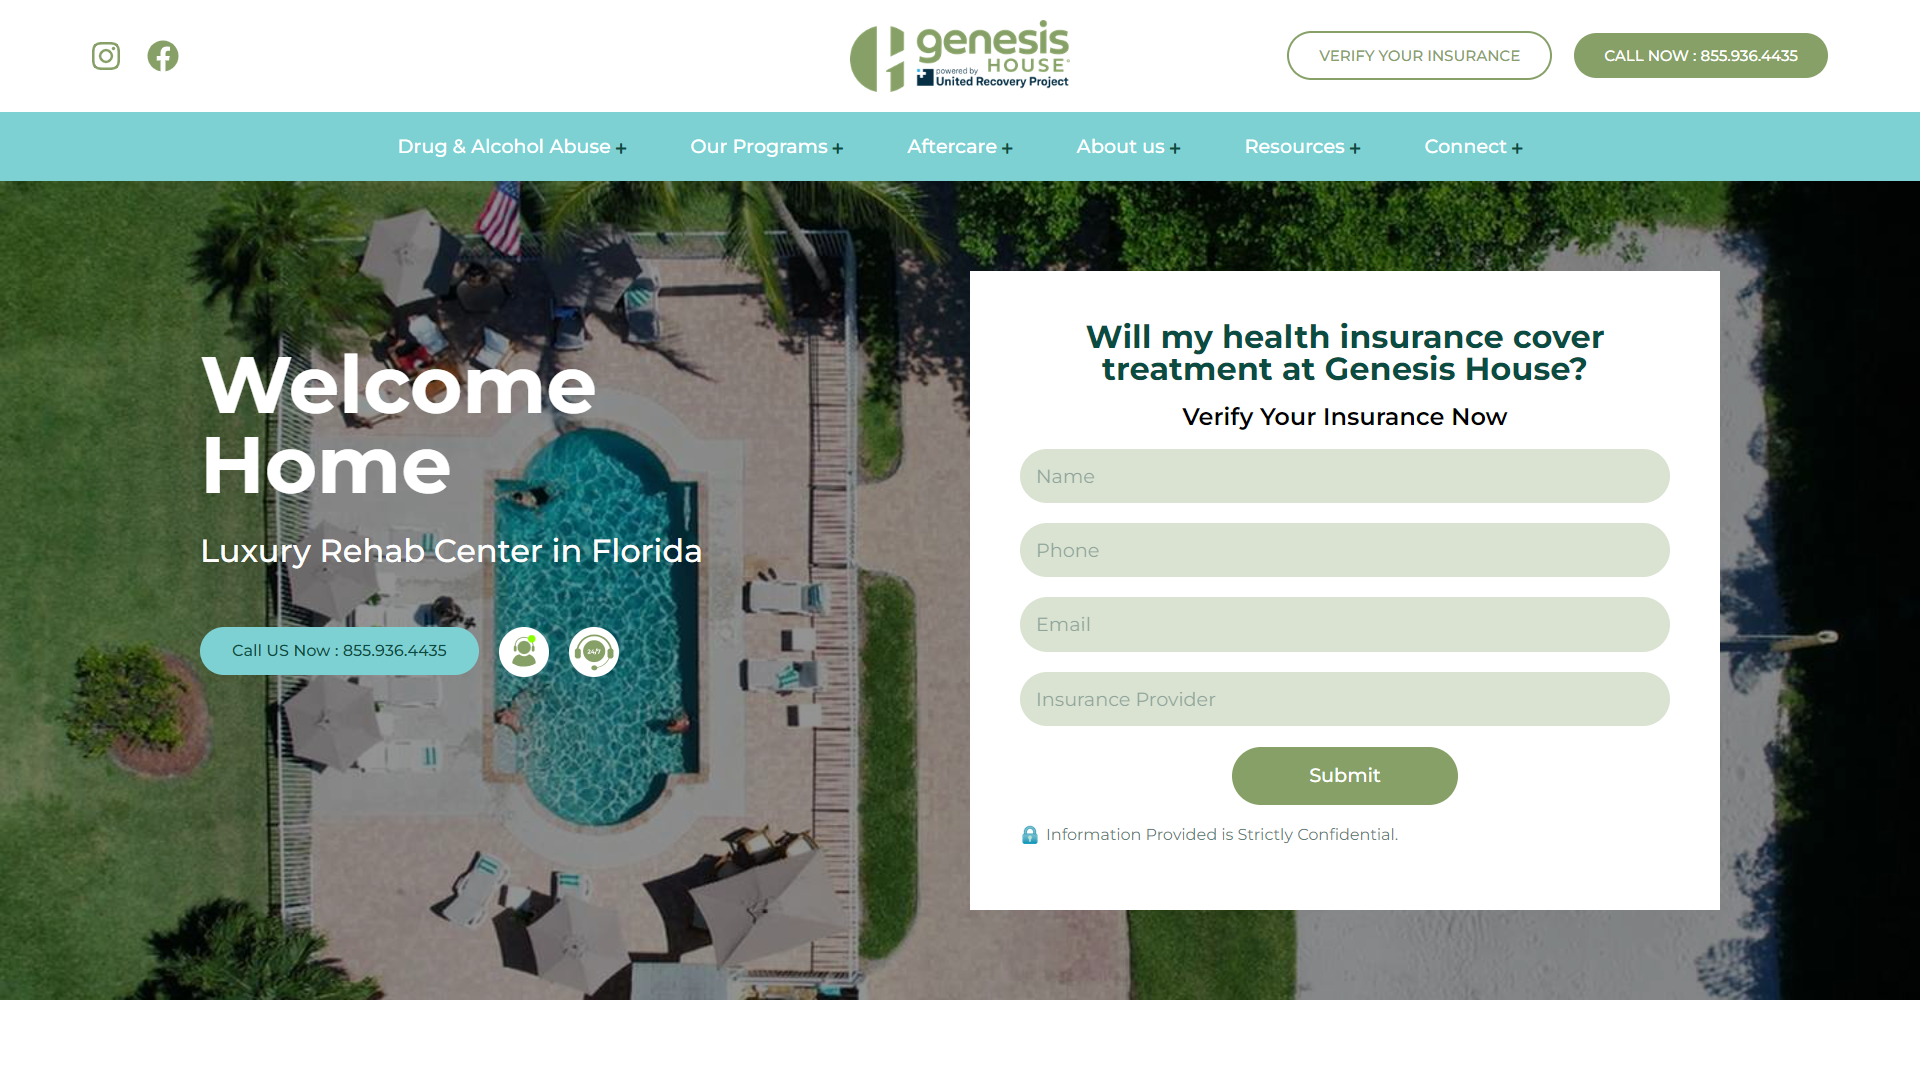 genesis
HOUSE®
powered by
United Recovery Project
VERIFY YOUR INSURANCE
CALL NOW : 855.936.4435
Drug & Alcohol Abuse +
Our Programs +
Aftercare +
About us +
Resources +
Connect +
Welcome
Home
Luxury Rehab Center in Florida
Call US Now : 855.936.4435
24/7
Will my health insurance cover
treatment at Genesis House?
Verify Your Insurance Now
Name
Phone
Email
Insurance Provider
Submit
Information Provided is Strictly Confidential.